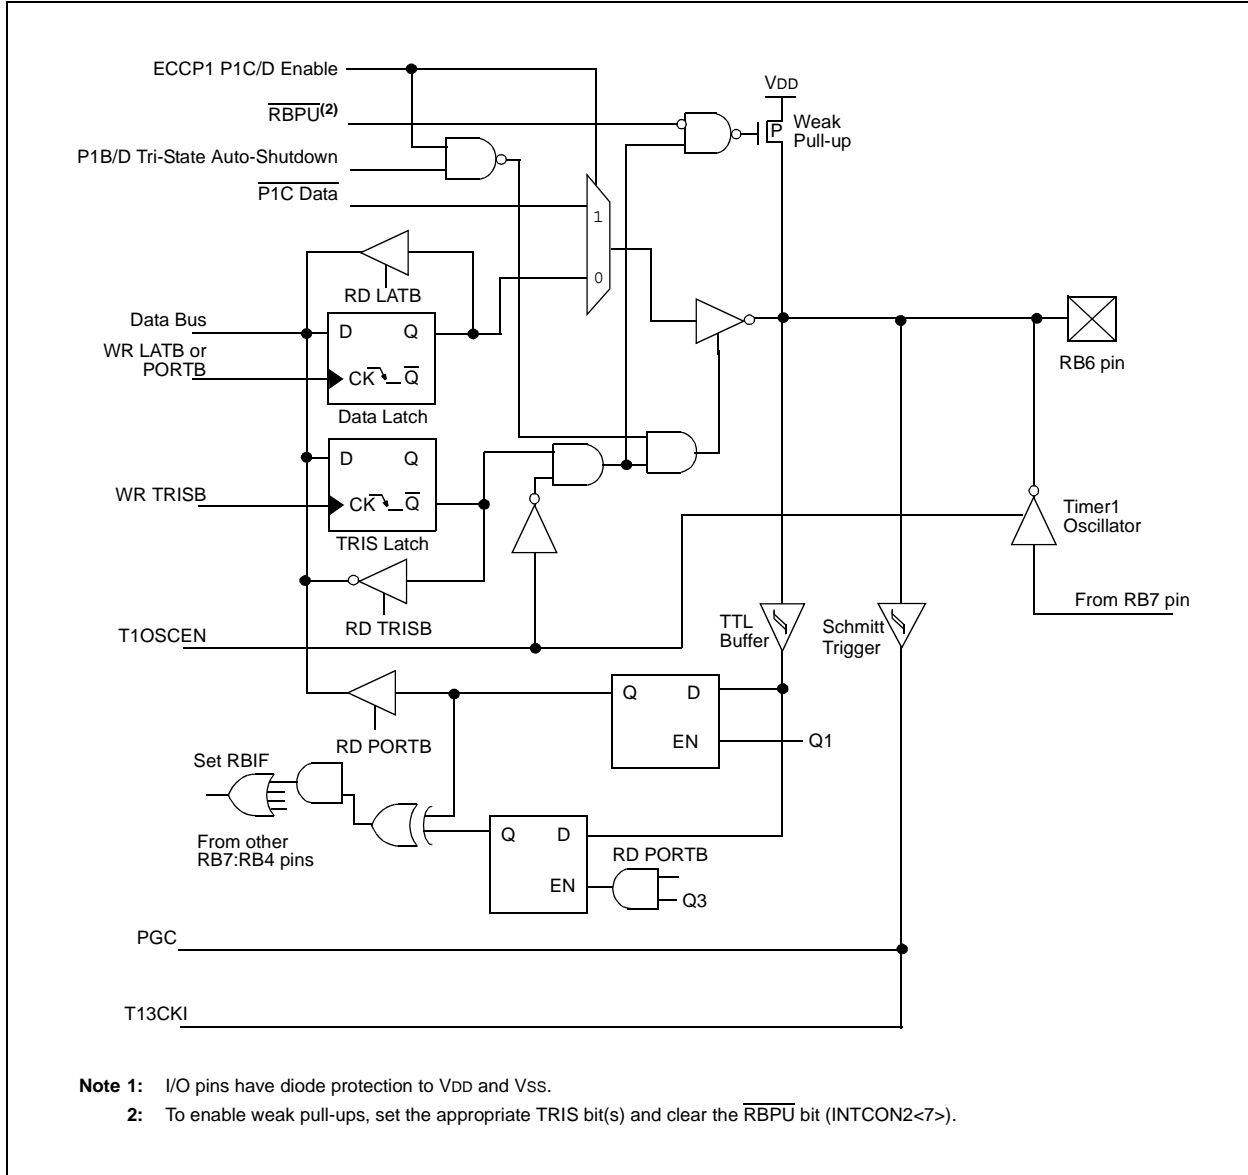 ECCP1 P1C/D Enable
VDD
RBPU(2)
Weak
Pull-up
P
P1B/D Tri-State Auto-Shutdown
P1C Data
1
0
RD LATB
Data Bus
D Q
WR LATB or
PORTB
CK Q
Data Latch
RB6 pin
D Q
WR TRISB
CK Q
TRIS Latch
Timer1
Oscillator
RD TRISB
From RB7 pin
T1OSCEN
TTL
Buffer
Schmitt
Trigger
Q D
EN
Q1
RD PORTB
Set RBIF
From other
RB7:RB4 pins
Q D
EN
RD PORTB
Q3
PGC
T13CKI
Note 1: I/O pins have diode protection to VDD and VSS.
2: To enable weak pull-ups, set the appropriate TRIS bit(s) and clear the RBPU bit (INTCON2<7>).